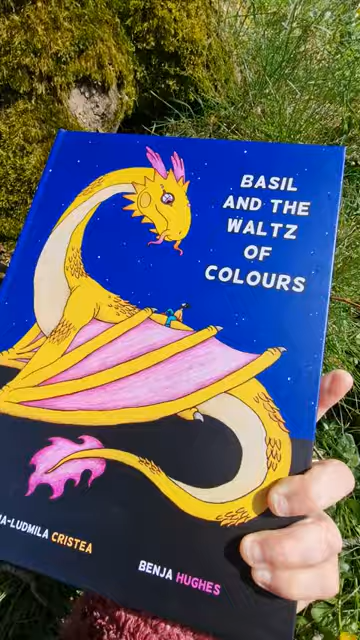 BASIL
AND THE
WALTZ
OF
COLOURS
A-LUDMILA CRISTEA
BENJA HUGHES